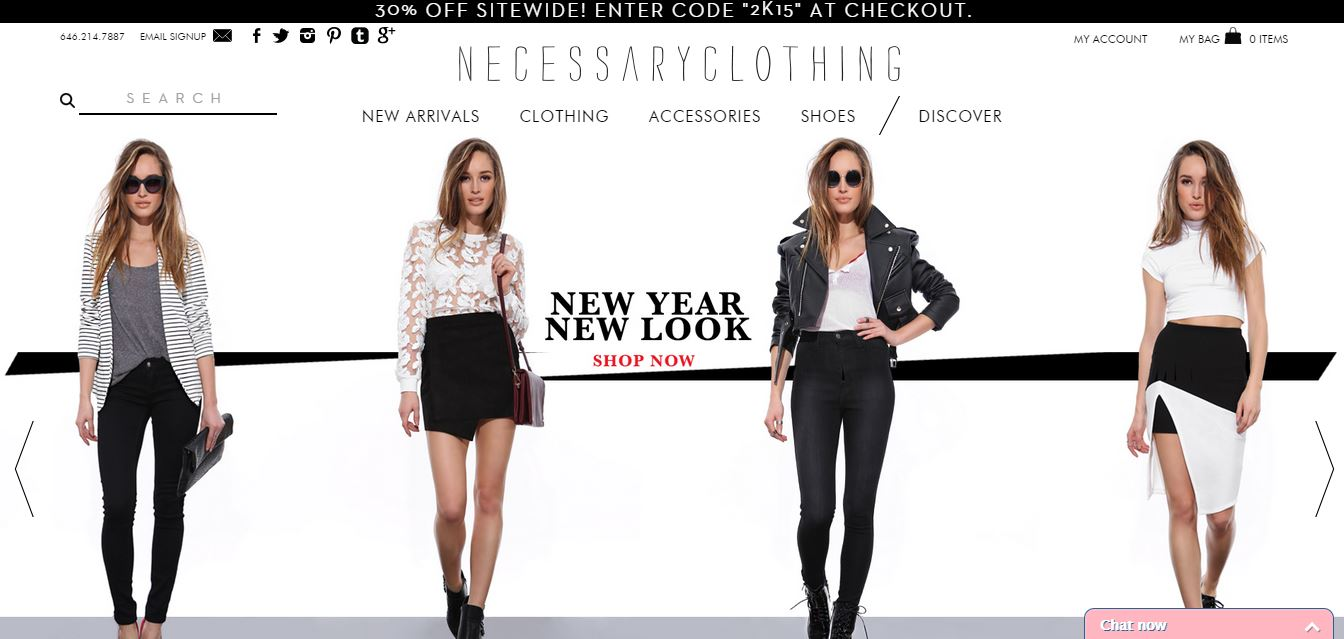 30% OFF SITEWIDE! ENTER CODE "2K15" AT CHECKOUT.
646.214.7887 EMAIL SIGNUP
MY ACCOUNT MY BAG 0 ITEMS
NECESSARYCLOTHING
SEARCH
NEW ARRIVALS CLOTHING ACCESSORIES SHOES DISCOVER
NEW YEAR
NEW LOOK
SHOP NOW
Chat now